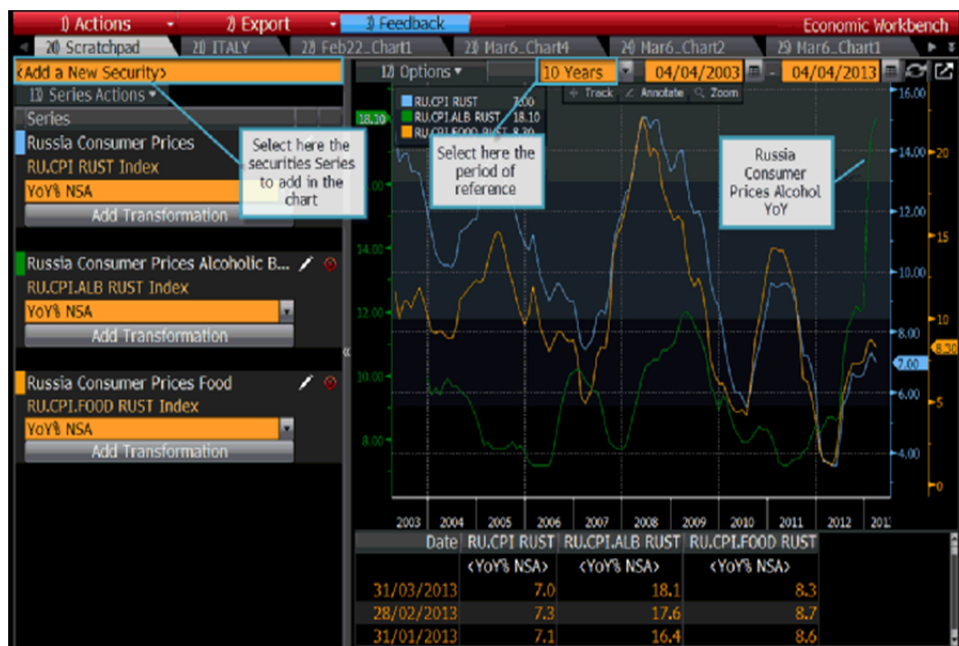 1) Actions 2) Export 3) Feedback Economic Workbench
20) Scratchpad 21) ITALY 22) Feb22_Chart1 23) Mar6_Chart4 24) Mar6_Chart2 25) Mar6_Chart1
<Add a New Security>
12) Options 10 Years 04/04/2003 - 04/04/2013
13) Series Actions
Track Annotate Zoom
Series
Russia Consumer Prices
RU.CPI RUST Index
YoY% NSA
Add Transformation
Select here the
securities Series
to add in the
chart
Russia Consumer Prices Alcoholic B...
RU.CPI.ALB RUST Index
YoY% NSA
Add Transformation
Russia Consumer Prices Food
RU.CPI.FOOD RUST Index
YoY% NSA
Add Transformation
RU.CPI RUST 7.00
RU.CPI.ALB RUST 18.10
RU.CPI.FOOD RUST 8.30
Select here the
period of
reference
Russia
Consumer
Prices Alcohol
YoY
18.10
14.00
12.00
10.00
8.00
16.00
14.00
12.00
10.00
8.00
7.00
6.00
4.00
20
15
10
8.30
5
0
2003 2004 2005 2006 2007 2008 2009 2010 2011 2012
Date RU.CPI RUST RU.CPI.ALB RUST RU.CPI.FOOD RUST
<YoY% NSA> <YoY% NSA> <YoY% NSA>
31/03/2013 7.0 18.1 8.3
28/02/2013 7.3 17.6 8.7
31/01/2013 7.1 16.4 8.6